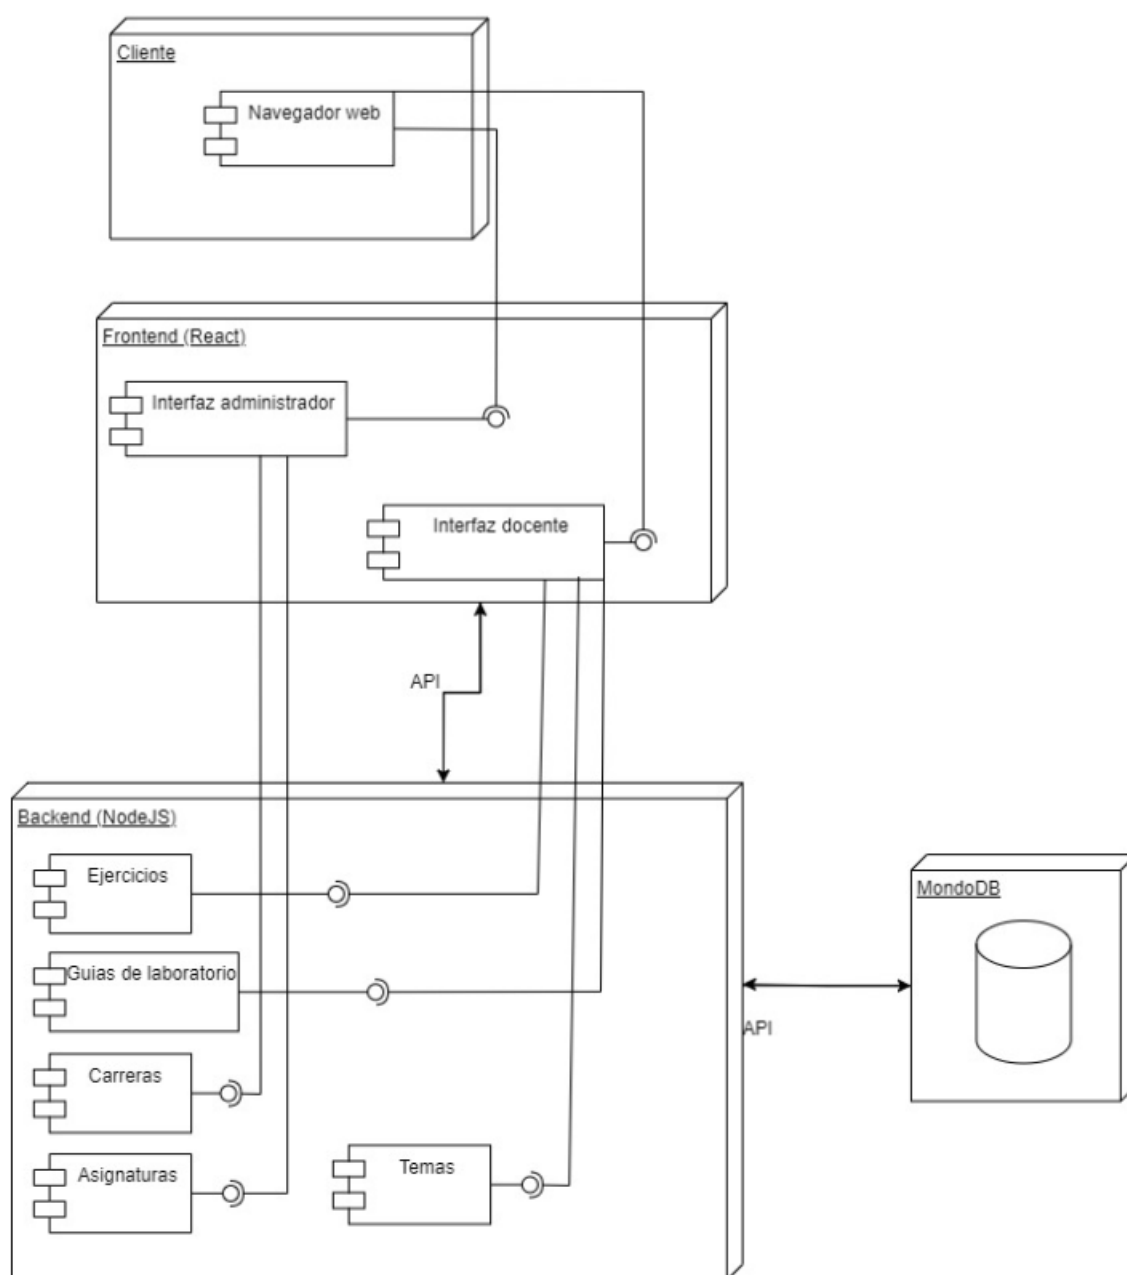 Cliente
Navegador web
Frontend (React)
Interfaz administrador
Interfaz docente
API
Backend (NodeJS)
Ejercicios
MondoDB
Guias de laboratorio
API
Carreras
Asignaturas
Temas